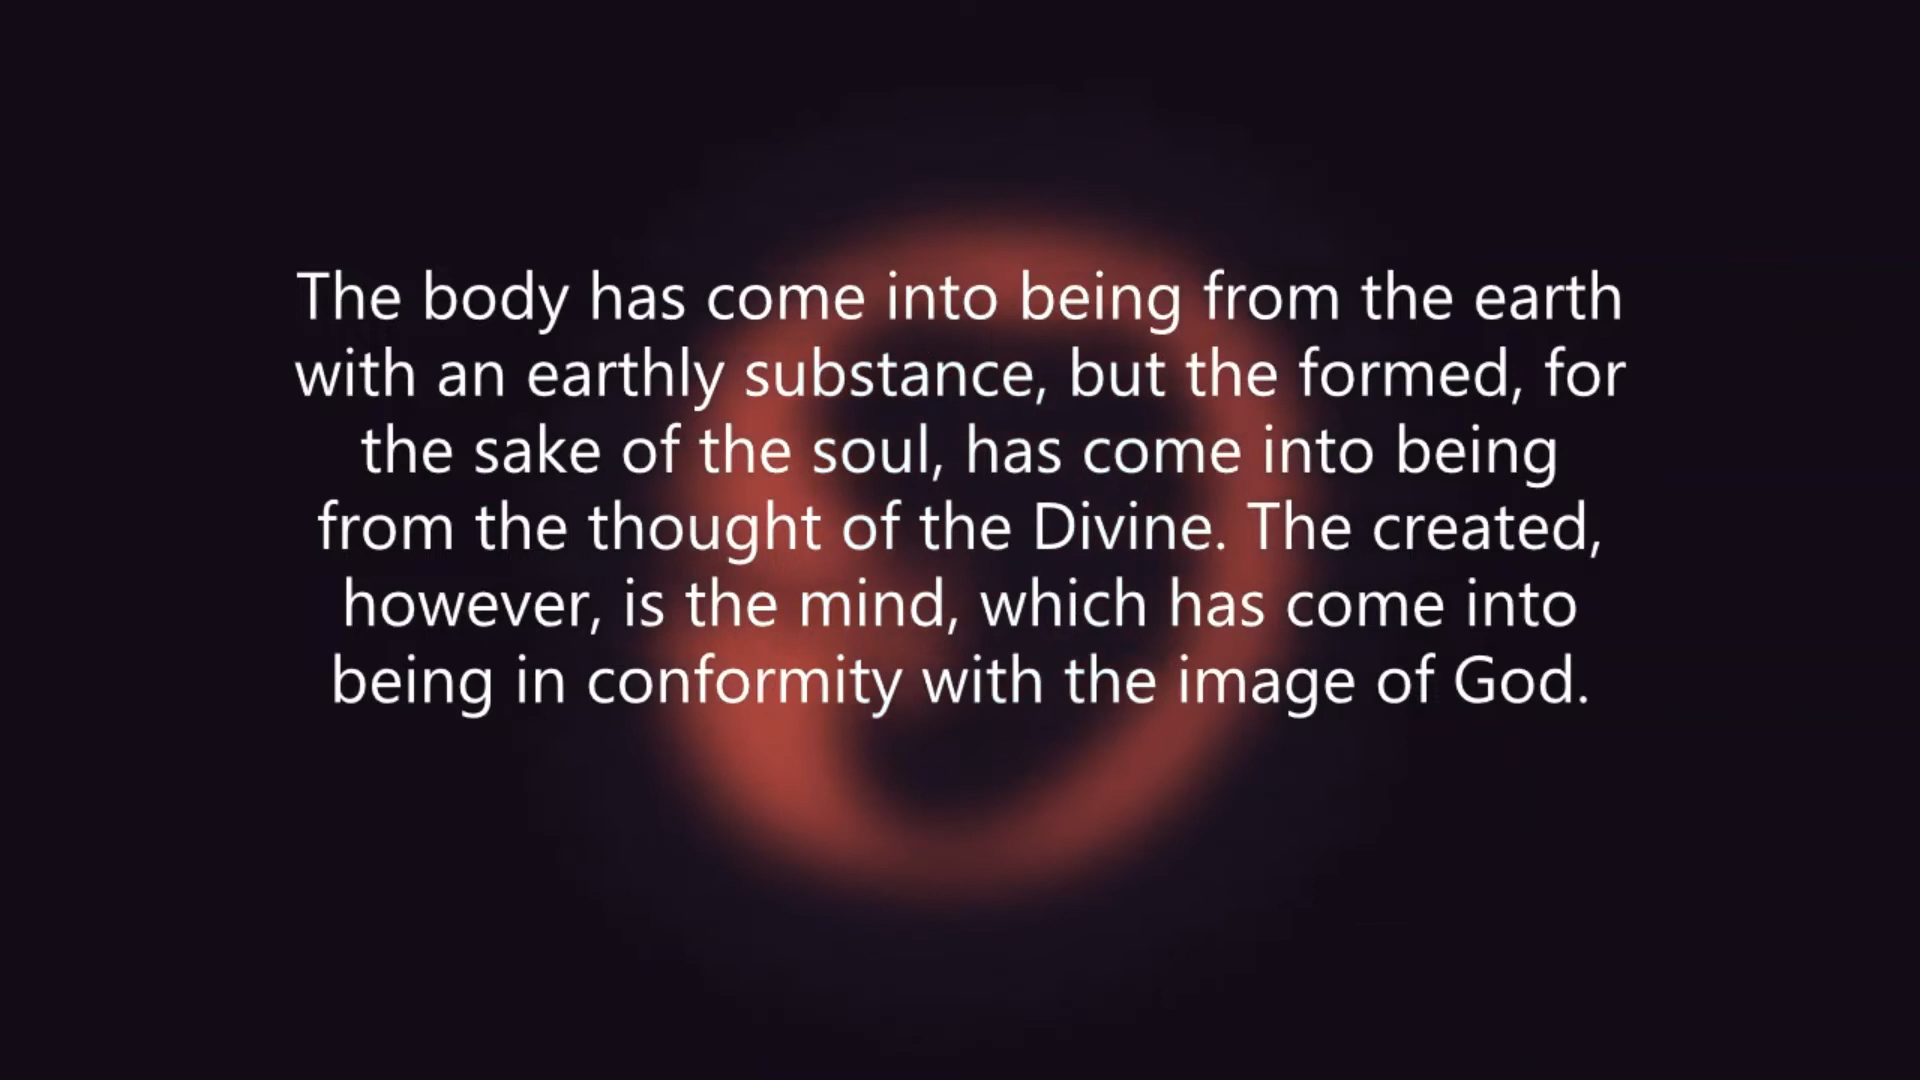 The body has come into being from the earth
with an earthly substance, but the formed, for
the sake of the soul, has come into being
from the thought of the Divine. The created,
however, is the mind, which has come into
being in conformity with the image of God.